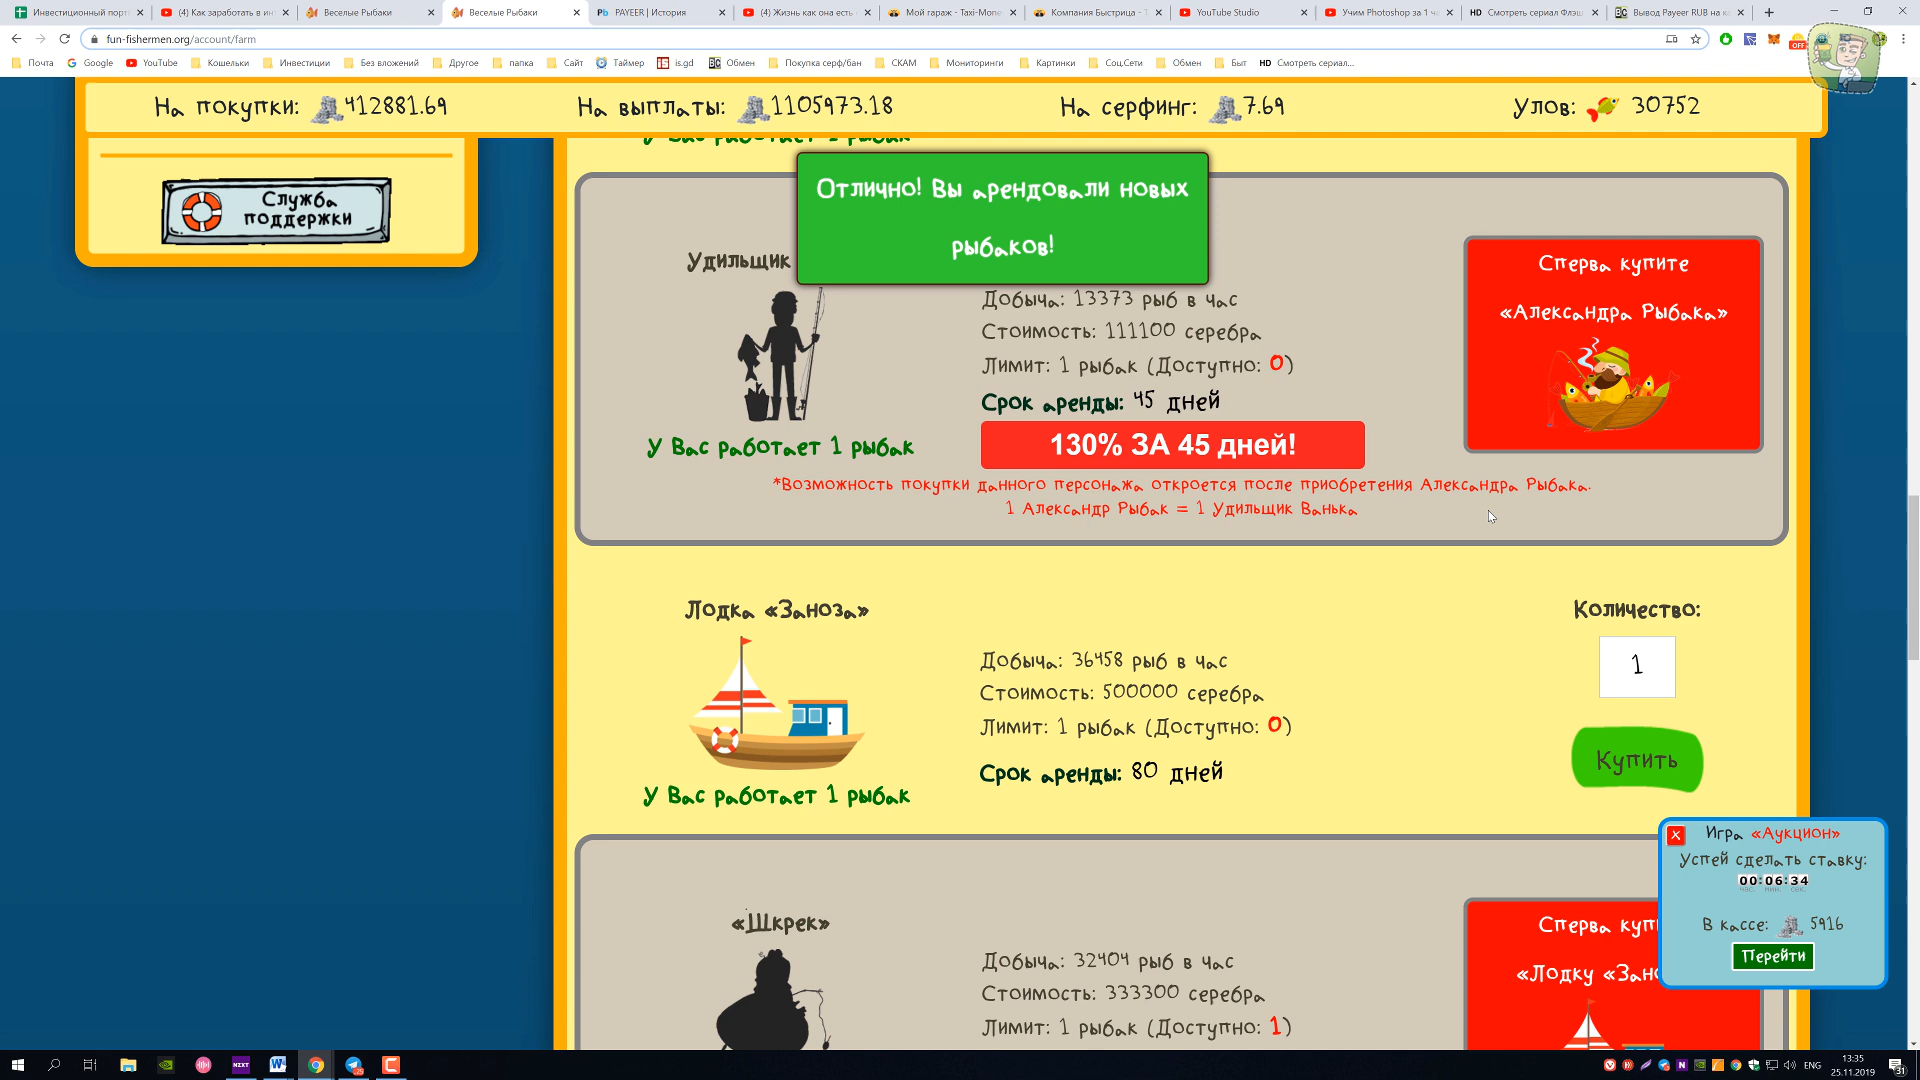 Инвестиционный порт
(4) Как заработать в ин
Веселые Рыбаки
Веселые Рыбаки
PAYEER | История
(4) Жизнь как она есть
Мой гараж - Taxi-Mone
Компания Быстрица - T
YouTube Studio
Учим Photoshop за 1 ч
HD Смотреть сериал Флэш
Вывод Payeer RUB на к
fun-fishermen.org/account/farm
Почта
Google
YouTube
Кошельки
Инвестиции
Без вложений
Другое
папка
Сайт
Таймер
is.gd
Обмен
Покупка серф/бан
СКАМ
Мониторинги
Картинки
Соц.Сети
Обмен
Быт
HD Смотреть сериал...
На покупки: 412881.69
На выплаты: 1105973.18
На серфинг: 7.69
Улов: 30752
Служба
поддержки
Отлично! Вы арендовали новых
рыбаков!
Удильщик
Добыча: 13373 рыб в час
Стоимость: 111100 серебра
Лимит: 1 рыбак (Доступно: 0)
Срок аренды: 45 дней
130% ЗА 45 дней!
У Вас работает 1 рыбак
Сперва купите
«Александра Рыбака»
*Возможность покупки данного персонажа откроется после приобретения Александра Рыбака.
1 Александр Рыбак = 1 Удильщик Ванька
Лодка «Заноза»
Добыча: 36458 рыб в час
Стоимость: 500000 серебра
Лимит: 1 рыбак (Доступно: 0)
Срок аренды: 80 дней
У Вас работает 1 рыбак
Количество:
1
Купить
«Шкрек»
Добыча: 32404 рыб в час
Стоимость: 333300 серебра
Лимит: 1 рыбак (Доступно: 1)
Сперва куп
«Лодку «Зан
Игра «Аукцион»
Успей сделать ставку:
00:06:34
час. мин. сек.
В кассе: 5916
Перейти
ENG
13:35
25.11.2019
31